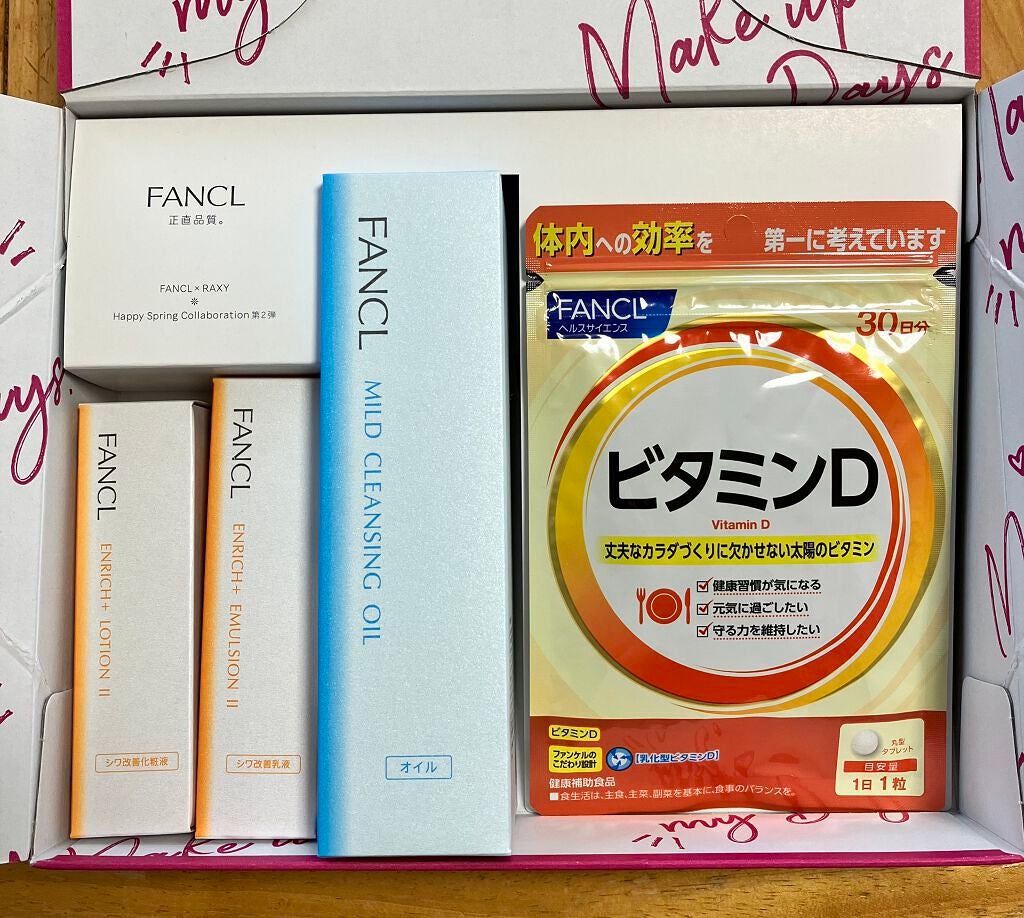 my
Make up
Days
FANCL
正直品質。
FANCL×RAXY
Happy Spring Collaboration 第2弾
FANCL
ENRICH+ LOTION II
シワ改善化粧液
FANCL
ENRICH+ EMULSION II
シワ改善乳液
FANCL
MILD CLEANSING OIL
オイル
体内への効率を 第一に考えています
FANCL
ヘルスサイエンス
30日分
ビタミンD
Vitamin D
丈夫なカラダづくりに欠かせない太陽のビタミン
健康習慣が気になる
元気に過ごしたい
守る力を維持したい
ビタミンD
ファンケルの
こだわり設計
【乳化型ビタミンD】
健康補助食品
■食生活は、主食、主菜、副菜を基本に、食事のバランスを。
丸型
タブレット
目安量
1日1粒
Make up
my